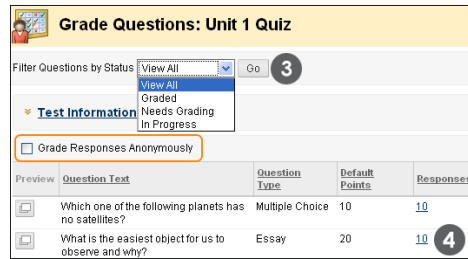 Grade Questions: Unit 1 Quiz
Filter Questions by Status View All Go 3
View All
Graded
Needs Grading
In Progress
Test Information
Grade Responses Anonymously
Preview Question Text Question Type Default Points Responses
Which one of the following planets has no satellites? Multiple Choice 10 10
What is the easiest object for us to observe and why? Essay 20 10 4